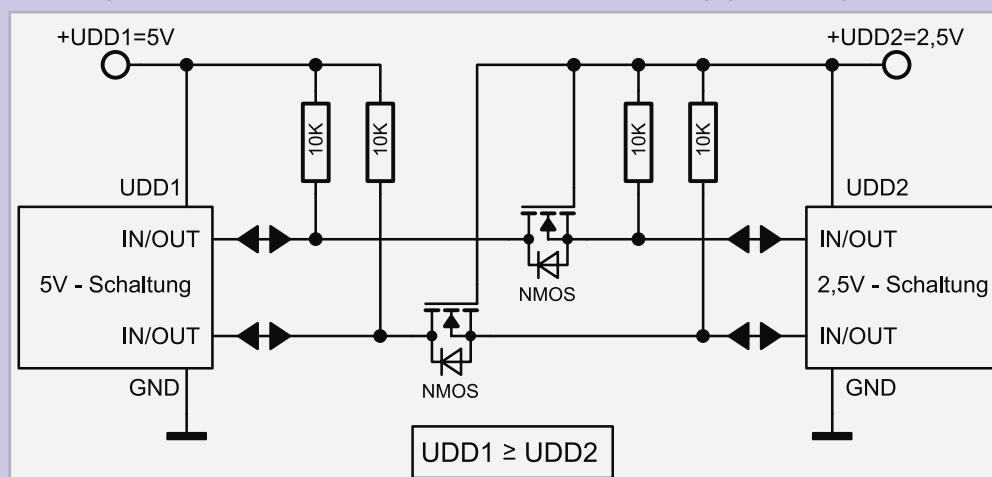 +UDD1=5V
+UDD2=2,5V
10K
10K
10K
10K
UDD1
UDD2
IN/OUT
IN/OUT
5V - Schaltung
NMOS
2,5V - Schaltung
IN/OUT
IN/OUT
GND
NMOS
GND
UDD1 ≥ UDD2